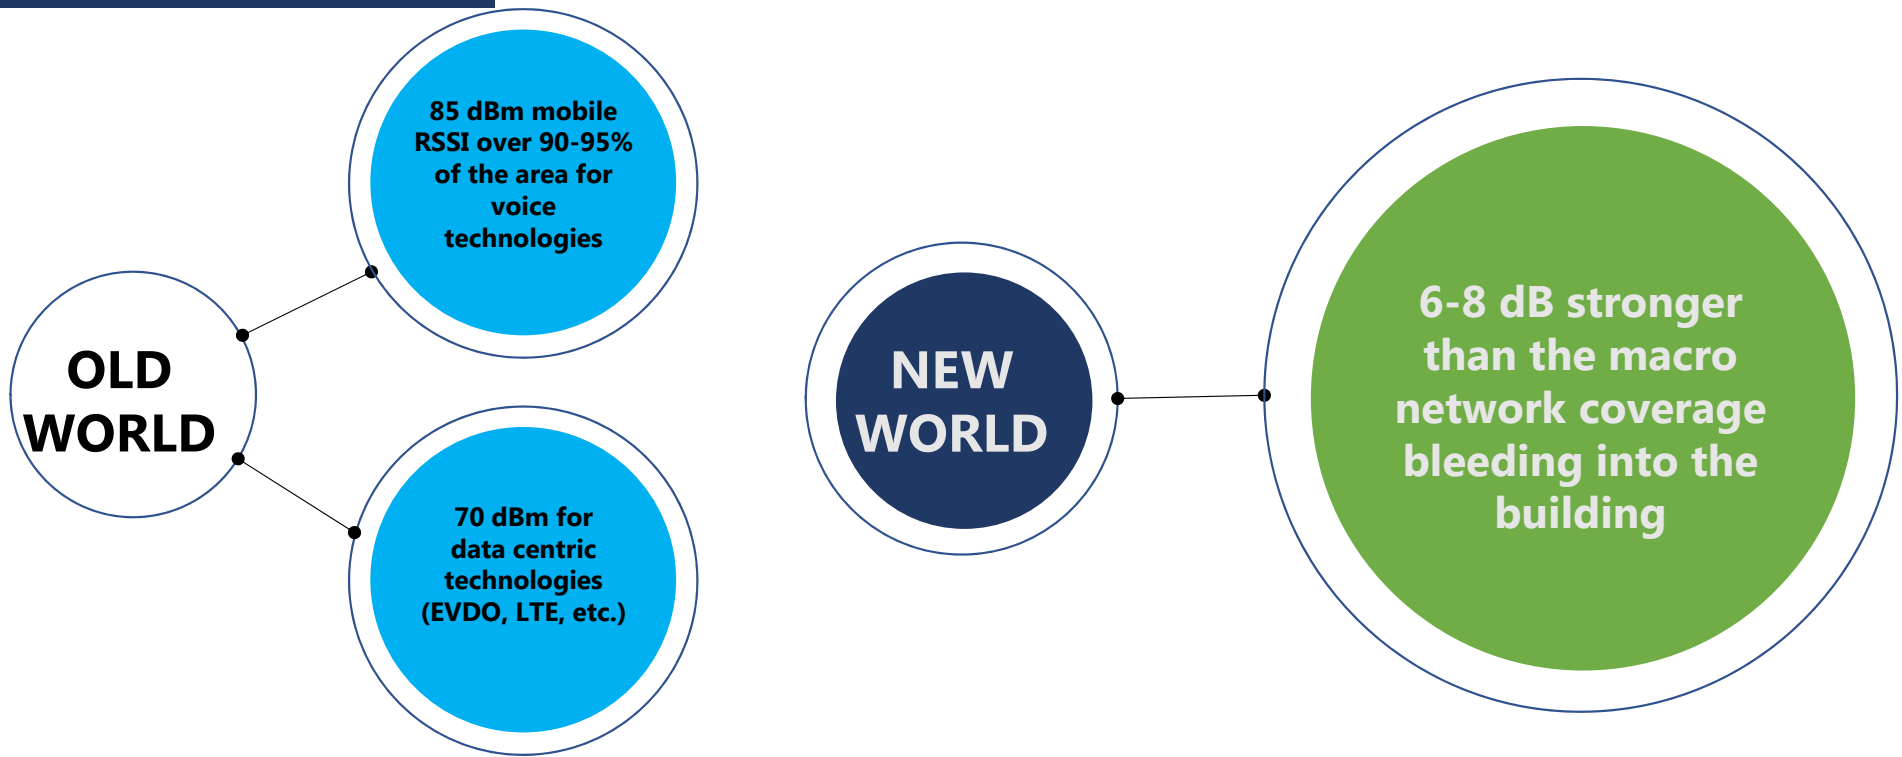 OLD
WORLD
85 dBm mobile
RSSI over 90-95%
of the area for
voice
technologies
70 dBm for
data centric
technologies
(EVDO, LTE, etc.)
NEW
WORLD
6-8 dB stronger
than the macro
network coverage
bleeding into the
building